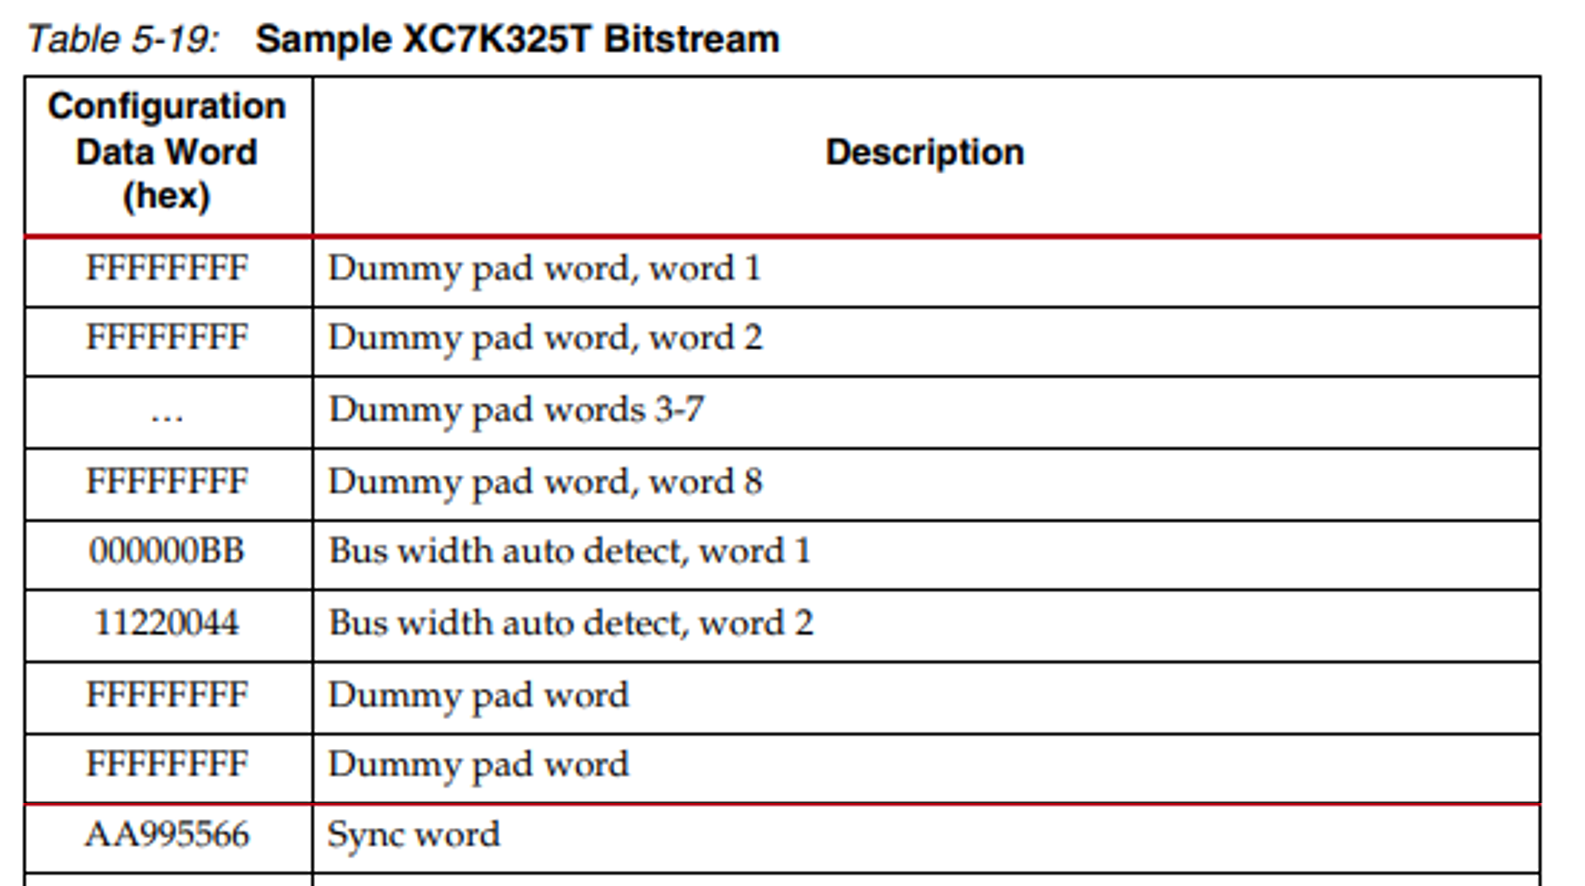 Table 5-19: Sample XC7K325T Bitstream
Configuration
Data Word
(hex)
Description
FFFFFFFF Dummy pad word, word 1
FFFFFFFF Dummy pad word, word 2
… Dummy pad words 3-7
FFFFFFFF Dummy pad word, word 8
000000BB Bus width auto detect, word 1
11220044 Bus width auto detect, word 2
FFFFFFFF Dummy pad word
FFFFFFFF Dummy pad word
AA995566 Sync word